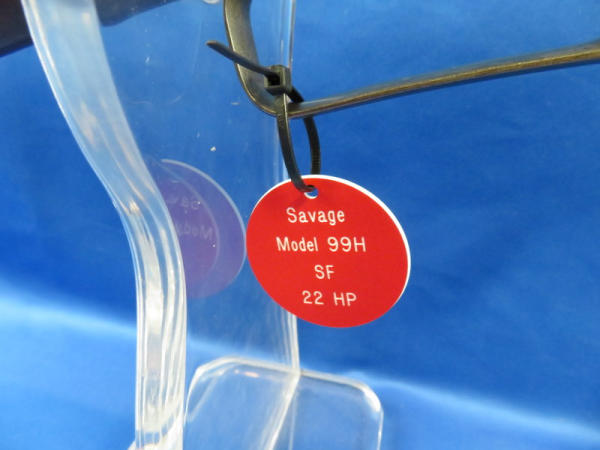 Savage
Model 99H
SF
22 HP